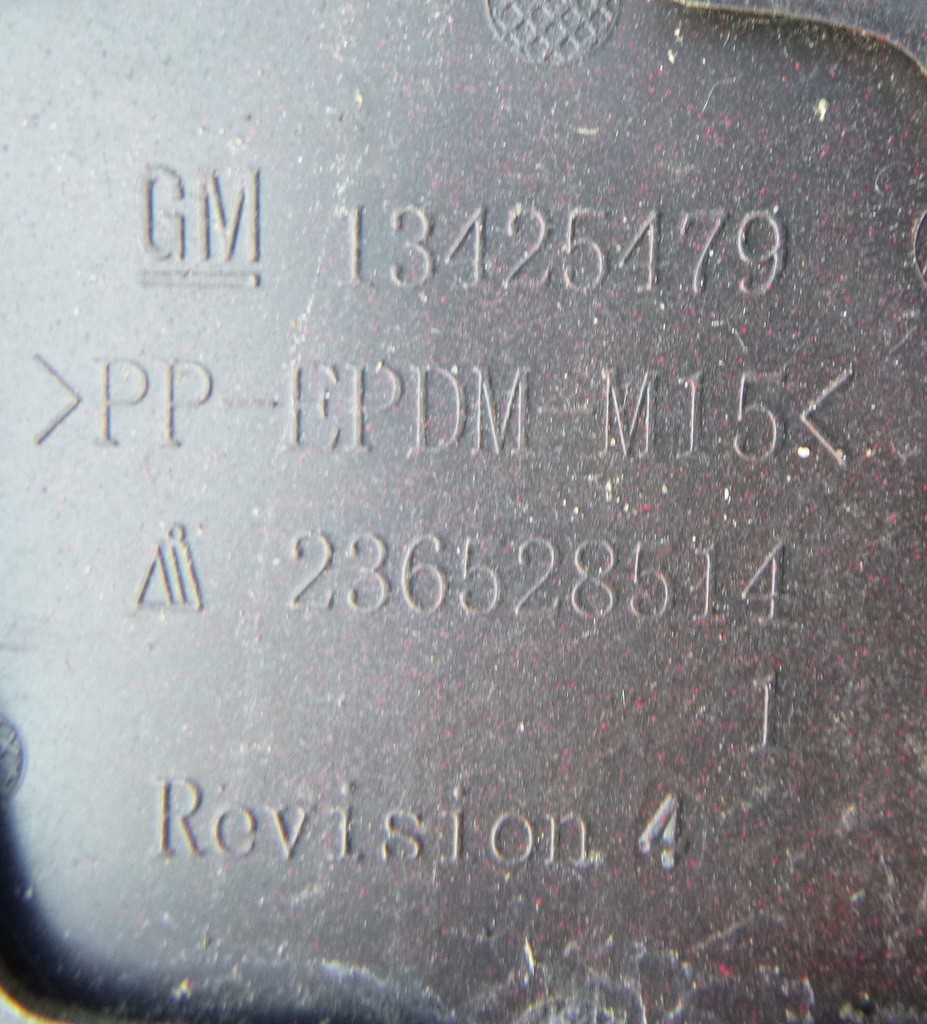 GM 13425479
>PP-EPDM-M15<
236528514
1
Revision 4